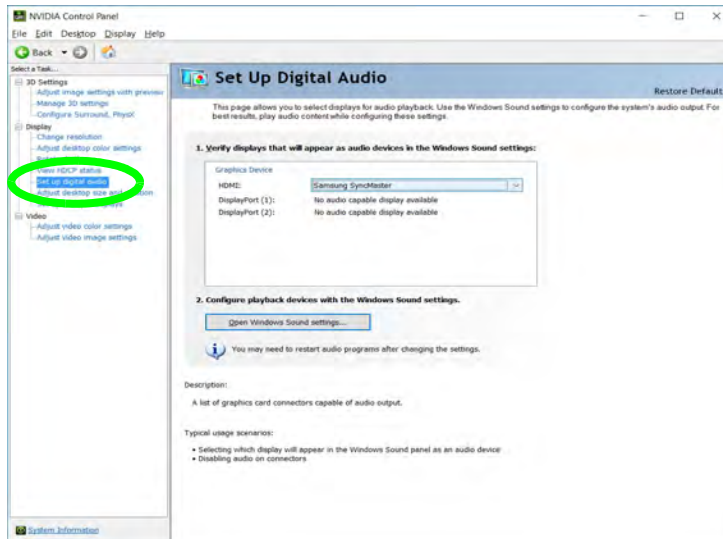 NVIDIA Control Panel
File Edit Desktop Display Help
Back
Select a Task...
3D Settings
Adjust image settings with preview
Manage 3D settings
Configure Surround, PhysX
Display
Change resolution
Adjust desktop color settings
View HDCP status
Set up digital audio
Adjust desktop size and position
Video
Adjust video color settings
Adjust video image settings
System Information
Set Up Digital Audio
Restore Default
This page allows you to select displays for audio playback. Use the Windows Sound settings to configure the system's audio output. For
best results, play audio content while configuring these settings.
1. Verify displays that will appear as audio devices in the Windows Sound settings:
Graphics Device
HDMI: Samsung SyncMaster
DisplayPort (1): No audio capable display available
DisplayPort (2): No audio capable display available
2. Configure playback devices with the Windows Sound settings.
Open Windows Sound settings...
You may need to restart audio programs after changing the settings.
Description:
A list of graphics card connectors capable of audio output.
Typical usage scenarios:
• Selecting which display will appear in the Windows Sound panel as an audio device
• Disabling audio on connectors